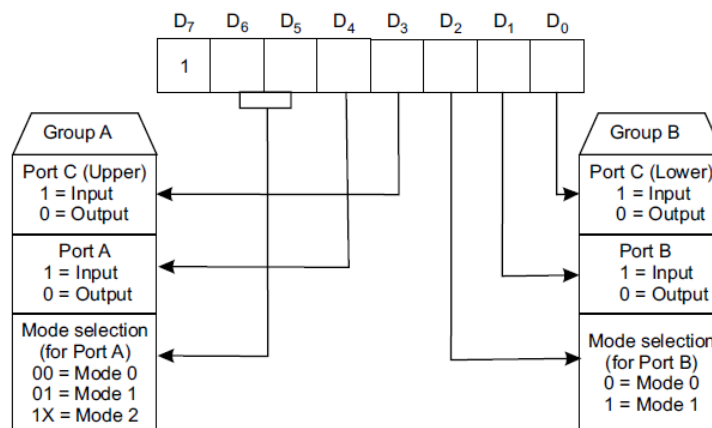 D7 D6 D5 D4 D3 D2 D1 D0
1
Group A
Port C (Upper)
1 = Input
0 = Output
Port A
1 = Input
0 = Output
Mode selection
(for Port A)
00 = Mode 0
01 = Mode 1
1X = Mode 2
Group B
Port C (Lower)
1 = Input
0 = Output
Port B
1 = Input
0 = Output
Mode selection
(for Port B)
0 = Mode 0
1 = Mode 1